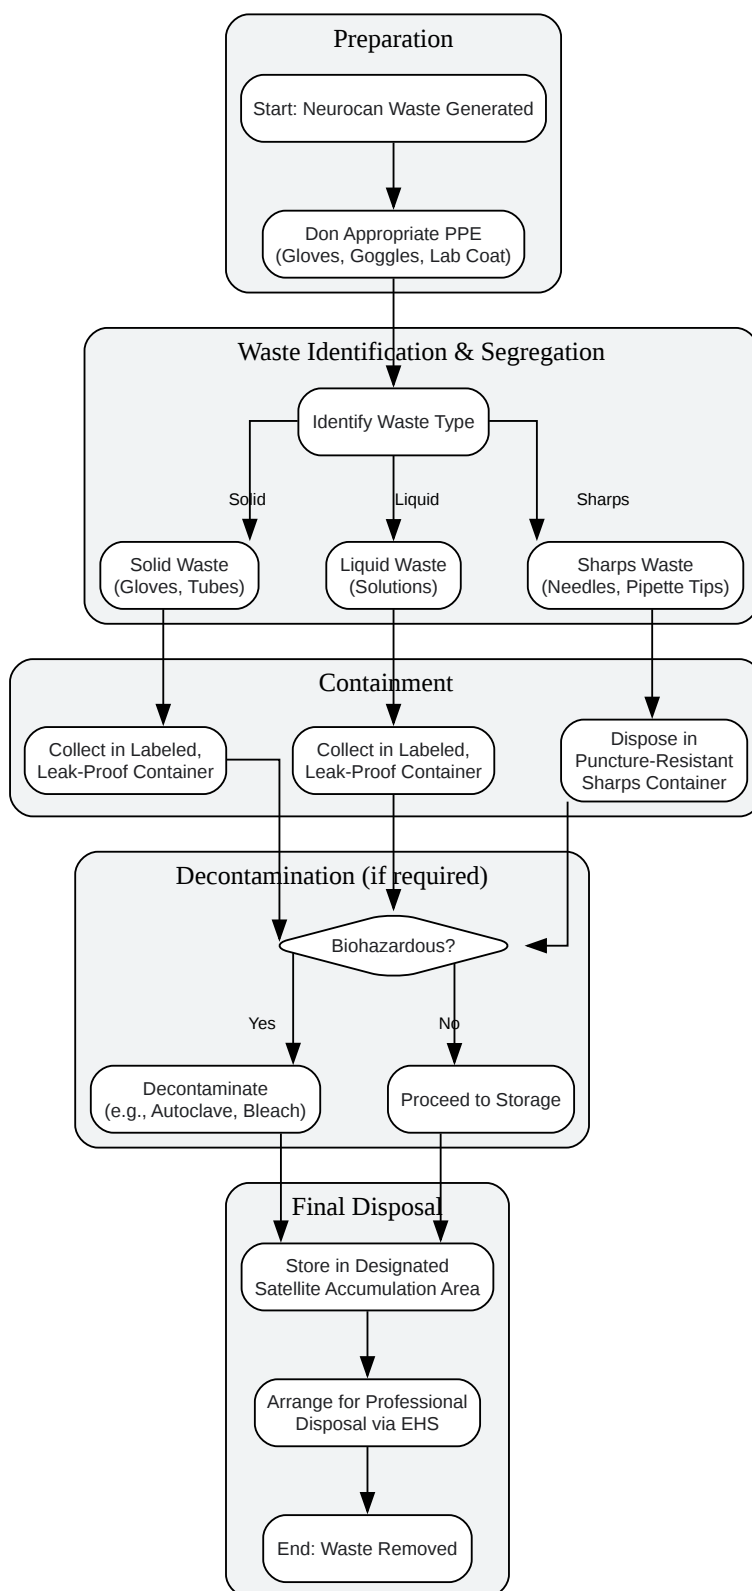 Preparation
Start: Neurocan Waste Generated
Don Appropriate PPE
(Gloves, Goggles, Lab Coat)
Waste Identification & Segregation
Identify Waste Type
Solid
Liquid
Sharps
Solid Waste
(Gloves, Tubes)
Liquid Waste
(Solutions)
Sharps Waste
(Needles, Pipette Tips)
Containment
Collect in Labeled,
Leak-Proof Container
Collect in Labeled,
Leak-Proof Container
Dispose in
Puncture-Resistant
Sharps Container
Decontamination (if required)
Biohazardous?
Yes
No
Decontaminate
(e.g., Autoclave, Bleach)
Proceed to Storage
Final Disposal
Store in Designated
Satellite Accumulation Area
Arrange for Professional
Disposal via EHS
End: Waste Removed